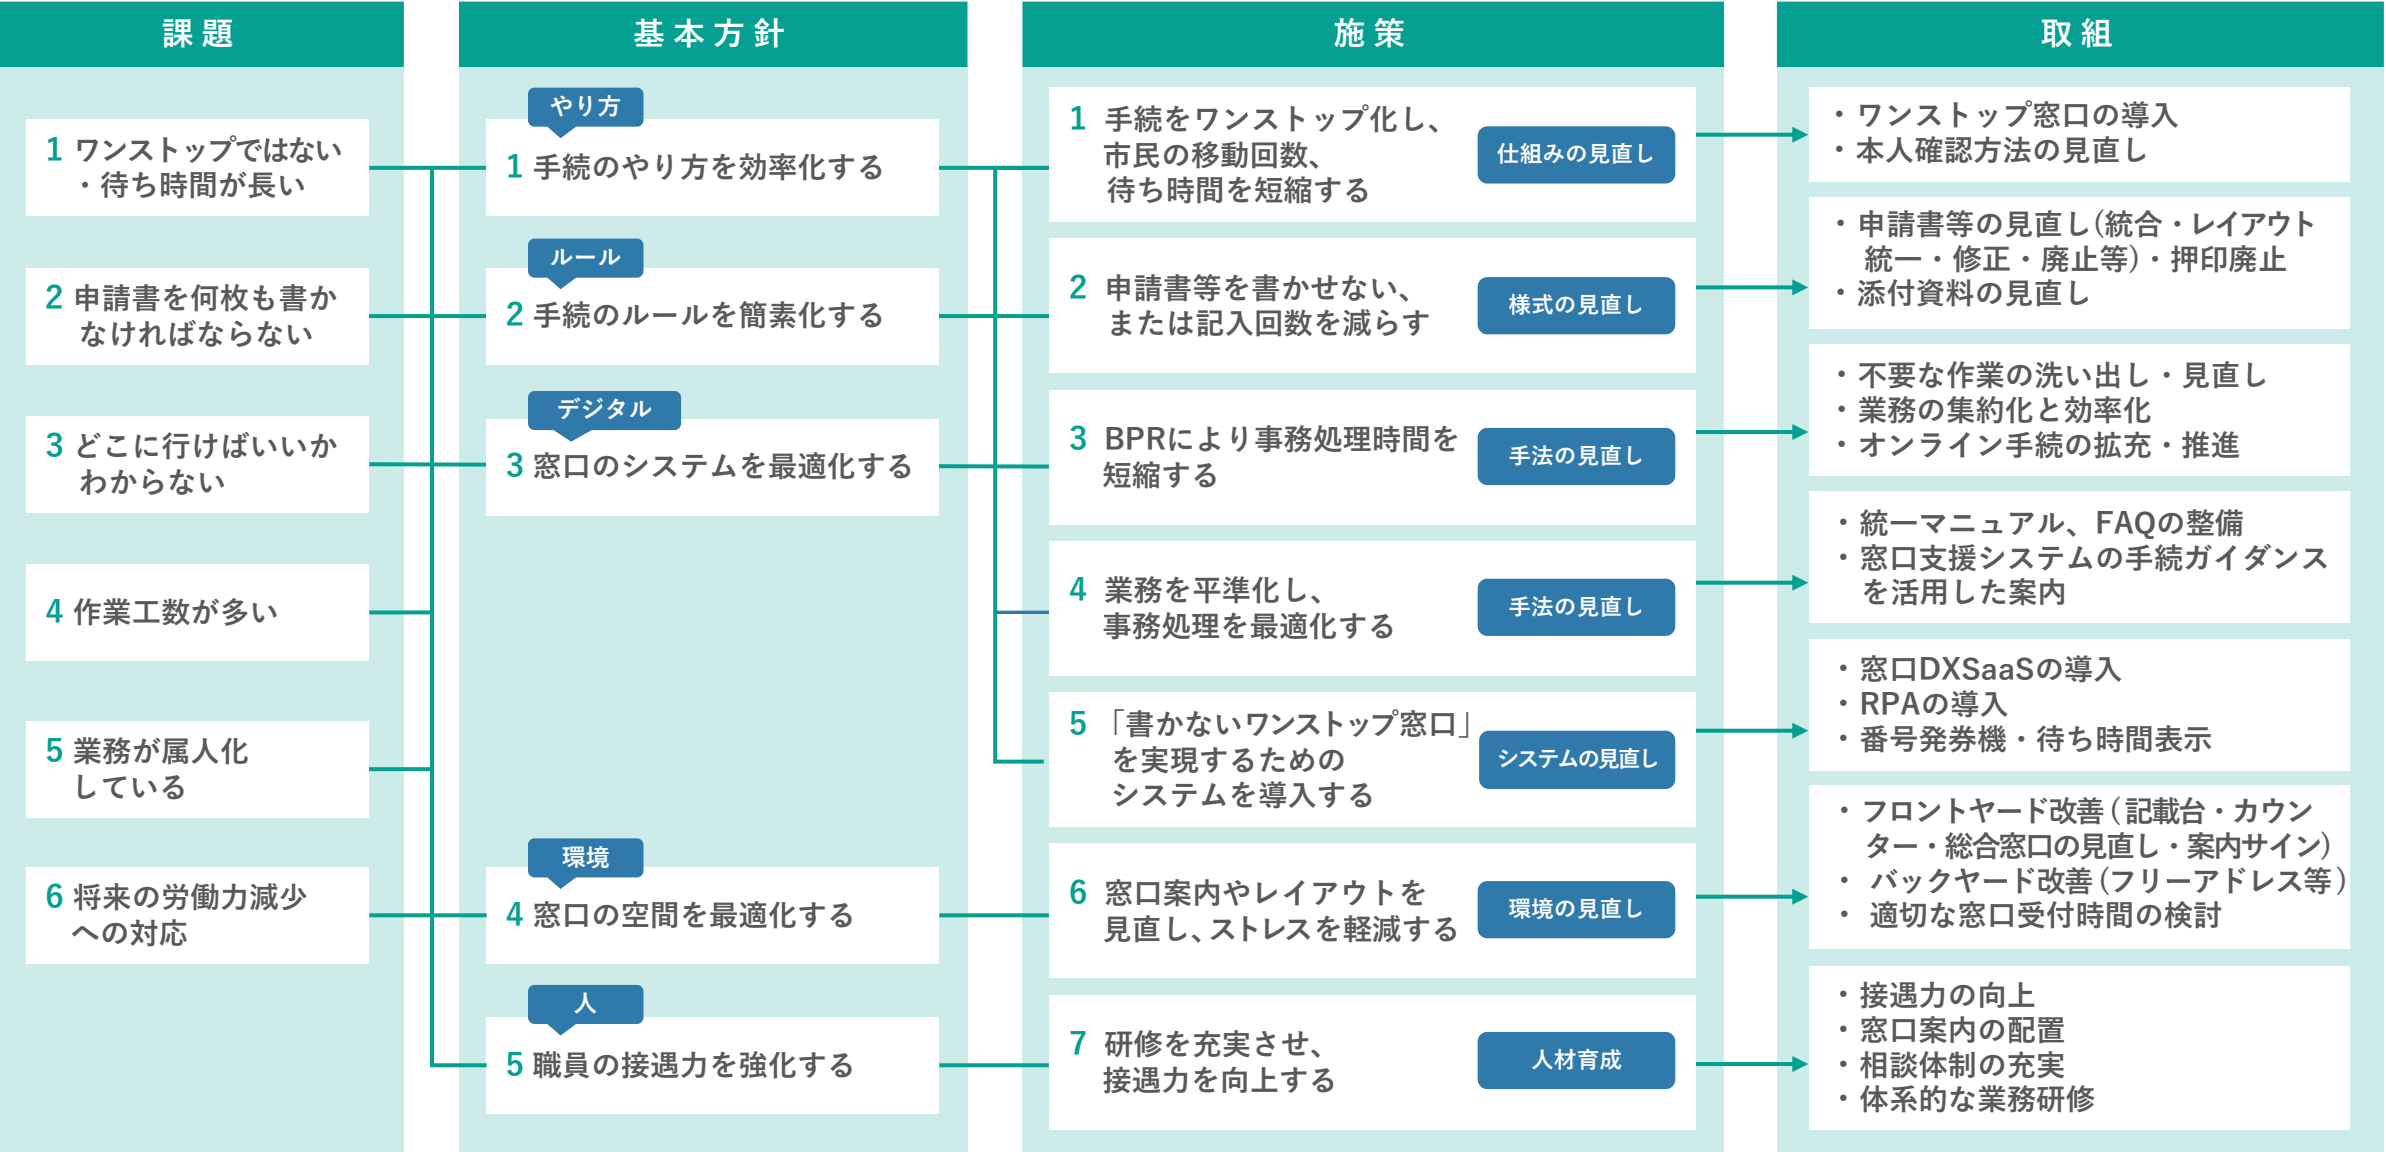 課題
1 ワンストップではない
・待ち時間が長い
2 申請書を何枚も書か
なければならない
3 どこに行けばいいか
わからない
4 作業工数が多い
5 業務が属人化
している
6 将来の労働力減少
への対応
基本方針
やり方
1 手続のやり方を効率化する
ルール
2 手続のルールを簡素化する
デジタル
3 窓口のシステムを最適化する
環境
4 窓口の空間を最適化する
人
5 職員の接遇力を強化する
施策
1 手続をワンストップ化し、
市民の移動回数、
待ち時間を短縮する
仕組みの見直し
2 申請書等を書かせない、
または記入回数を減らす
様式の見直し
3 BPRにより事務処理時間を
短縮する
手法の見直し
4 業務を平準化し、
事務処理を最適化する
手法の見直し
5 「書かないワンストップ窓口」
を実現するための
システムを導入する
システムの見直し
6 窓口案内やレイアウトを
見直し、ストレスを軽減する
環境の見直し
7 研修を充実させ、
接遇力を向上する
人材育成
取組
・ワンストップ窓口の導入
・本人確認方法の見直し
・申請書等の見直し(統合・レイアウト
統一・修正・廃止等)・押印廃止
・添付資料の見直し
・不要な作業の洗い出し・見直し
・業務の集約化と効率化
・オンライン手続の拡充・推進
・統一マニュアル、FAQの整備
・窓口支援システムの手続ガイダンス
を活用した案内
・窓口DXSaaSの導入
・RPAの導入
・番号発券機・待ち時間表示
・フロントヤード改善(記載台・カウン
ター・総合窓口の見直し・案内サイン)
・バックヤード改善(フリーアドレス等)
・適切な窓口受付時間の検討
・接遇力の向上
・窓口案内の配置
・相談体制の充実
・体系的な業務研修